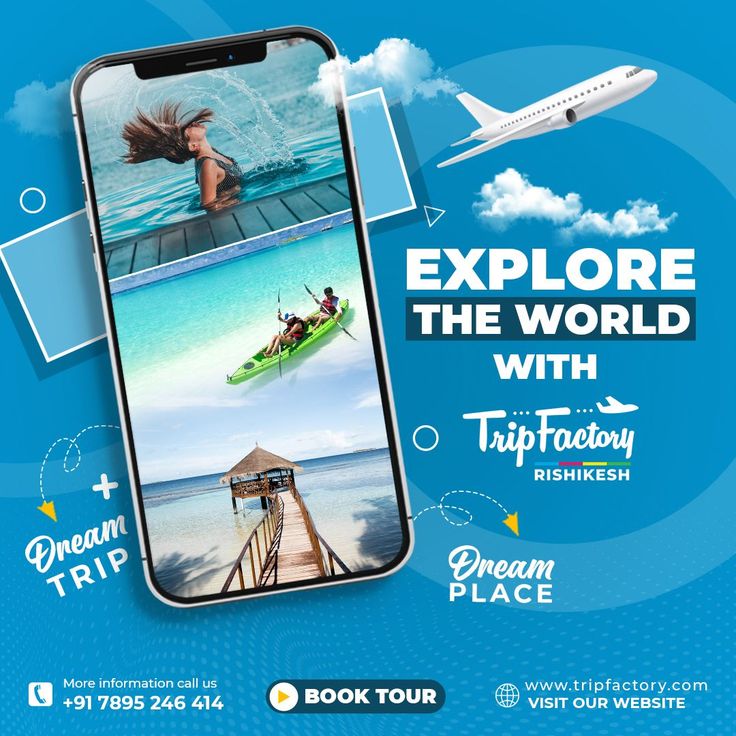 EXPLORE
THE WORLD
WITH
TripFactory
RISHIKESH
Dream
TRIP
Dream
PLACE
More information call us
+91 7895 246 414
BOOK TOUR
www.tripfactory.com
VISIT OUR WEBSITE